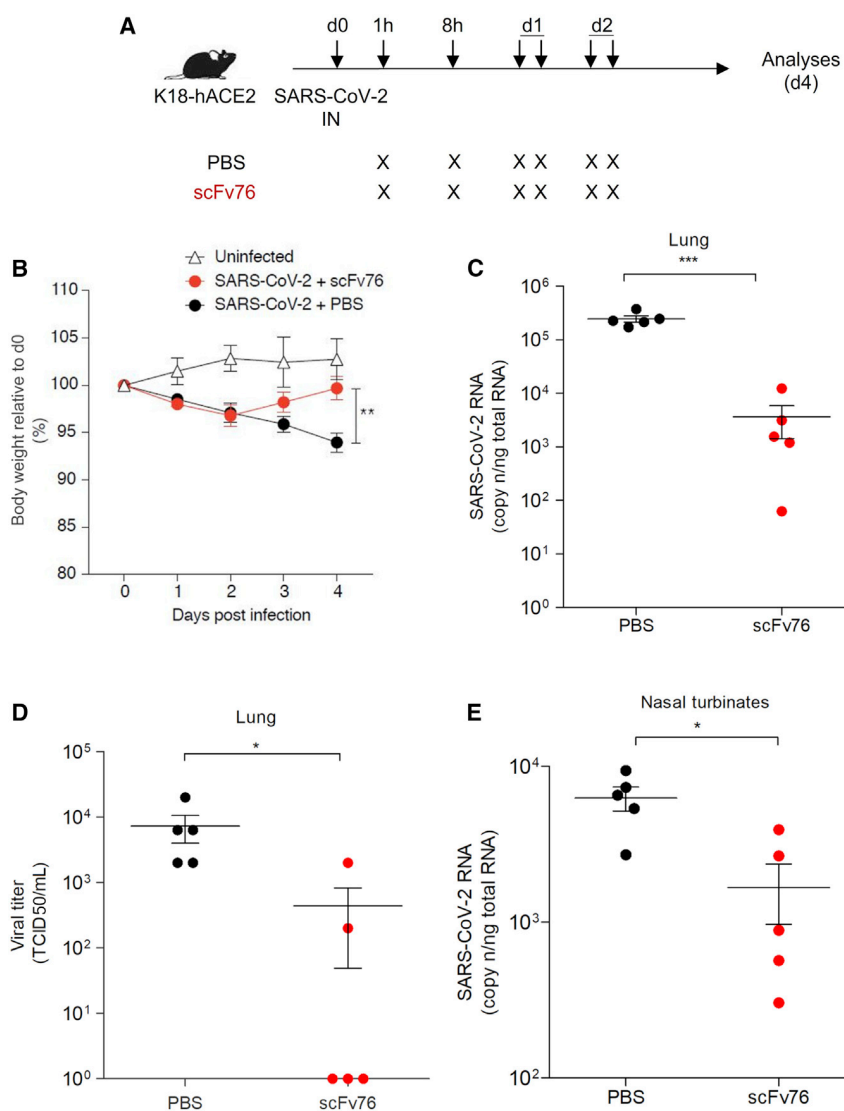 A
d0 1h 8h d1 d2
K18-hACE2
SARS-CoV-2
IN
Analyses
(d4)
PBS X X X X X X
scFv76 X X X X X X
B
Uninfected
SARS-CoV-2 + scFv76
SARS-CoV-2 + PBS
Body weight relative to d0
(%)
110
105
100
95
90
85
80
**
0 1 2 3 4
Days post infection
C
Lung
***
SARS-CoV-2 RNA
(copy n/ng total RNA)
10⁶
10⁵
10⁴
10³
10²
10¹
10⁰
PBS scFv76
D
Lung
*
Viral titer
(TCID50/mL)
10⁵
10⁴
10³
10²
10¹
10⁰
PBS scFv76
E
Nasal turbinates
*
SARS-CoV-2 RNA
(copy n/ng total RNA)
10⁴
10³
10²
PBS scFv76